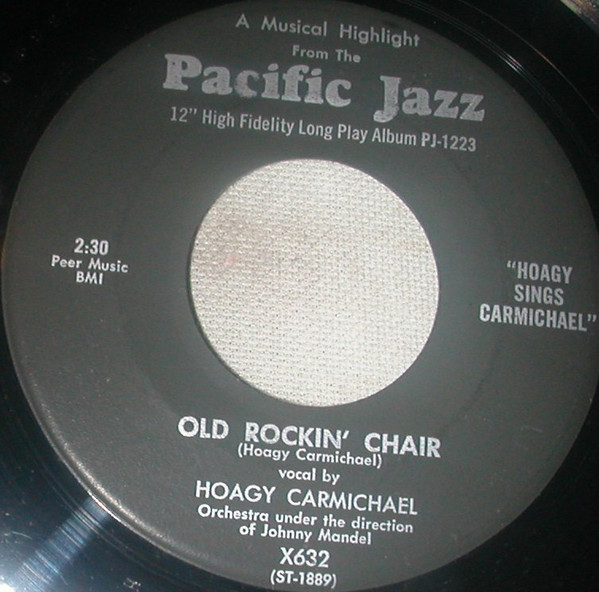 A Musical Highlight
From The
Pacific Jazz
12" High Fidelity Long Play Album PJ-1223
2:30
Peer Music
BMI
"HOAGY
SINGS
CARMICHAEL"
OLD ROCKIN' CHAIR
(Hoagy Carmichael)
vocal by
HOAGY CARMICHAEL
Orchestra under the direction
of Johnny Mandel
X632
(ST-1889)